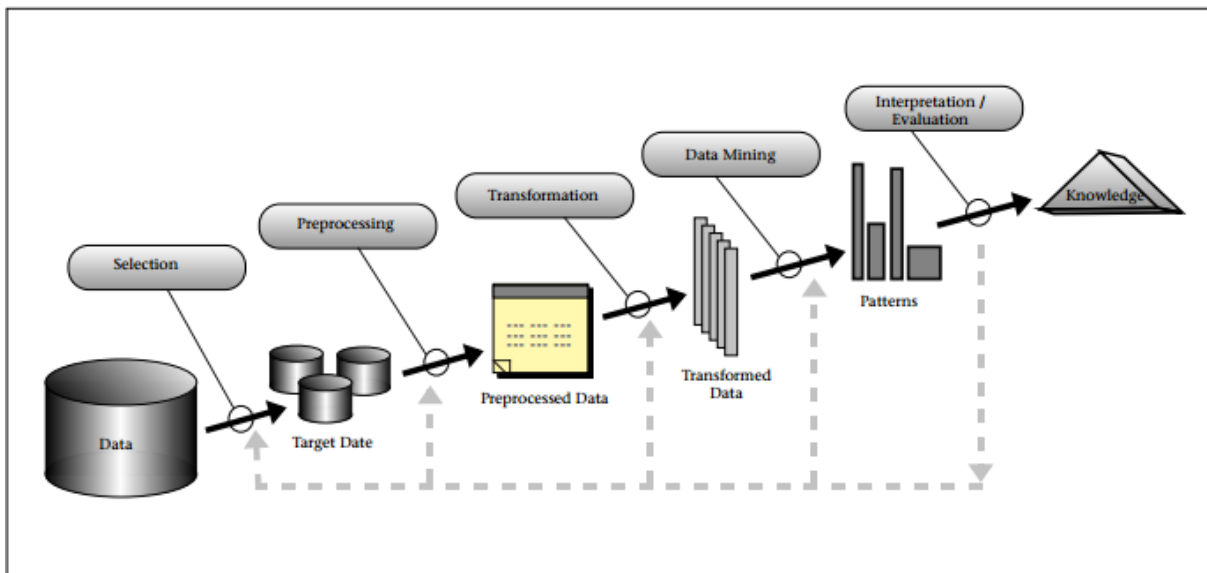 Interpretation /
Evaluation
Data Mining
Knowledge
Transformation
Preprocessing
Patterns
Selection
Transformed
Data
Preprocessed Data
Target Date
Data